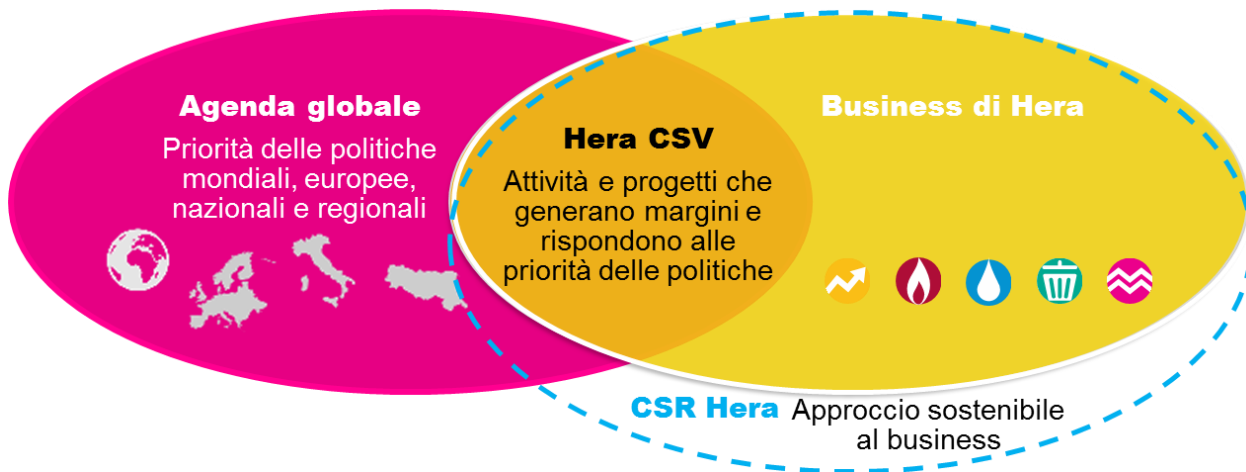 Agenda globale
Priorità delle politiche
mondiali, europee,
nazionali e regionali
Hera CSV
Attività e progetti che
generano margini e
rispondono alle
priorità delle politiche
Business di Hera
CSR Hera Approccio sostenibile
al business